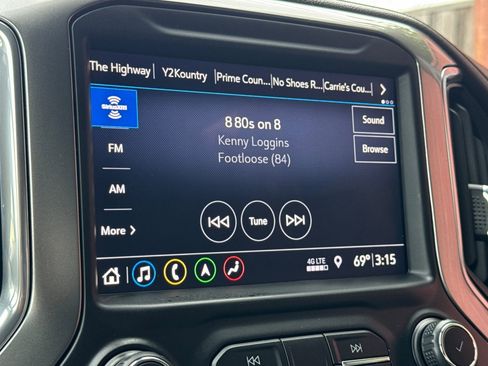 The Highway Y2Kountry Prime Coun... No Shoes R... Carrie's Cou...
SiriusXM
8 80s on 8
Sound
Kenny Loggins
FM
Footloose (84)
Browse
AM
More
Tune
4G LTE
69° 3:15